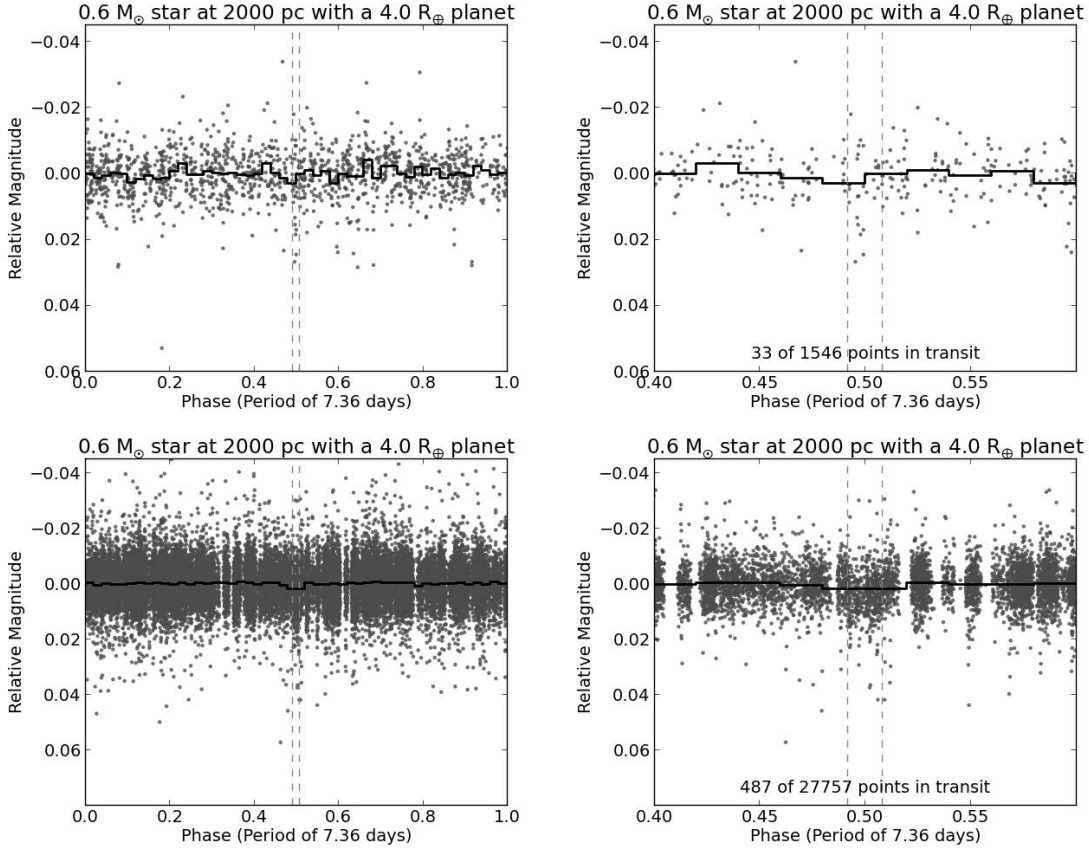 0.6 M☉ star at 2000 pc with a 4.0 R⊕ planet
−0.04
−0.02
0.00
0.02
0.04
0.06
Relative Magnitude
0.0 0.2 0.4 0.6 0.8 1.0
Phase (Period of 7.36 days)
0.6 M☉ star at 2000 pc with a 4.0 R⊕ planet
−0.04
−0.02
0.00
0.02
0.04
0.06
Relative Magnitude
33 of 1546 points in transit
0.40 0.45 0.50 0.55
Phase (Period of 7.36 days)
0.6 M☉ star at 2000 pc with a 4.0 R⊕ planet
−0.04
−0.02
0.00
0.02
0.04
0.06
Relative Magnitude
0.0 0.2 0.4 0.6 0.8 1.0
Phase (Period of 7.36 days)
0.6 M☉ star at 2000 pc with a 4.0 R⊕ planet
−0.04
−0.02
0.00
0.02
0.04
0.06
Relative Magnitude
487 of 27757 points in transit
0.40 0.45 0.50 0.55
Phase (Period of 7.36 days)